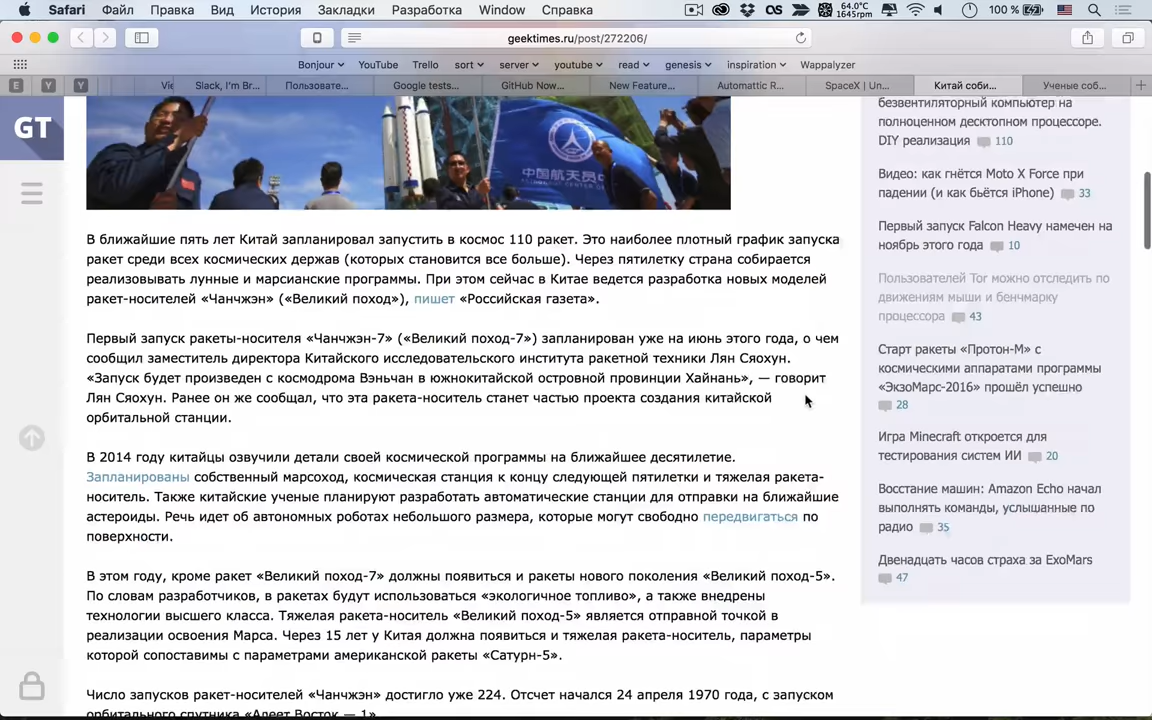 Safari Файл Правка Вид История Закладки Разработка Window Справка 64.0°C 1645rpm 100 %
geektimes.ru/post/272206/
Bonjour YouTube Trello sort server youtube read genesis inspiration Wappalyzer
E Y Y Vie Slack, I'm Br... Пользовате... Google tests... GitHub Now... New Feature... Automattic R... SpaceX | Un... Китай соби... Ученые соб...
GT
中国航天员
В ближайшие пять лет Китай запланировал запустить в космос 110 ракет. Это наиболее плотный график запуска
ракет среди всех космических держав (которых становится все больше). Через пятилетку страна собирается
реализовывать лунные и марсианские программы. При этом сейчас в Китае ведется разработка новых моделей
ракет-носителей «Чанчжэн» («Великий поход»), пишет «Российская газета».
Первый запуск ракеты-носителя «Чанчжэн-7» («Великий поход-7») запланирован уже на июнь этого года, о чем
сообщил заместитель директора Китайского исследовательского института ракетной техники Лян Сяохун.
«Запуск будет произведен с космодрома Вэньчан в южнокитайской островной провинции Хайнань», — говорит
Лян Сяохун. Ранее он же сообщал, что эта ракета-носитель станет частью проекта создания китайской
орбитальной станции.
В 2014 году китайцы озвучили детали своей космической программы на ближайшее десятилетие.
Запланированы собственный марсоход, космическая станция к концу следующей пятилетки и тяжелая ракета-
носитель. Также китайские ученые планируют разработать автоматические станции для отправки на ближайшие
астероиды. Речь идет об автономных роботах небольшого размера, которые могут свободно передвигаться по
поверхности.
В этом году, кроме ракет «Великий поход-7» должны появиться и ракеты нового поколения «Великий поход-5».
По словам разработчиков, в ракетах будут использоваться «экологичное топливо», а также внедрены
технологии высшего класса. Тяжелая ракета-носитель «Великий поход-5» является отправной точкой в
реализации освоения Марса. Через 15 лет у Китая должна появиться и тяжелая ракета-носитель, параметры
которой сопоставимы с параметрами американской ракеты «Сатурн-5».
Число запусков ракет-носителей «Чанчжэн» достигло уже 224. Отсчет начался 24 апреля 1970 года, с запуском
орбитального спутника «Алеет Восток — 1».
безвентиляторный компьютер на
полноценном десктопном процессоре.
DIY реализация 110
Видео: как гнётся Moto X Force при
падении (и как бьётся iPhone) 33
Первый запуск Falcon Heavy намечен на
ноябрь этого года 10
Пользователей Tor можно отследить по
движениям мыши и бенчмарку
процессора 43
Старт ракеты «Протон-М» с
космическими аппаратами программы
«ЭкзоМарс-2016» прошёл успешно
28
Игра Minecraft откроется для
тестирования систем ИИ 20
Восстание машин: Amazon Echo начал
выполнять команды, услышанные по
радио 35
Двенадцать часов страха за ExoMars
47